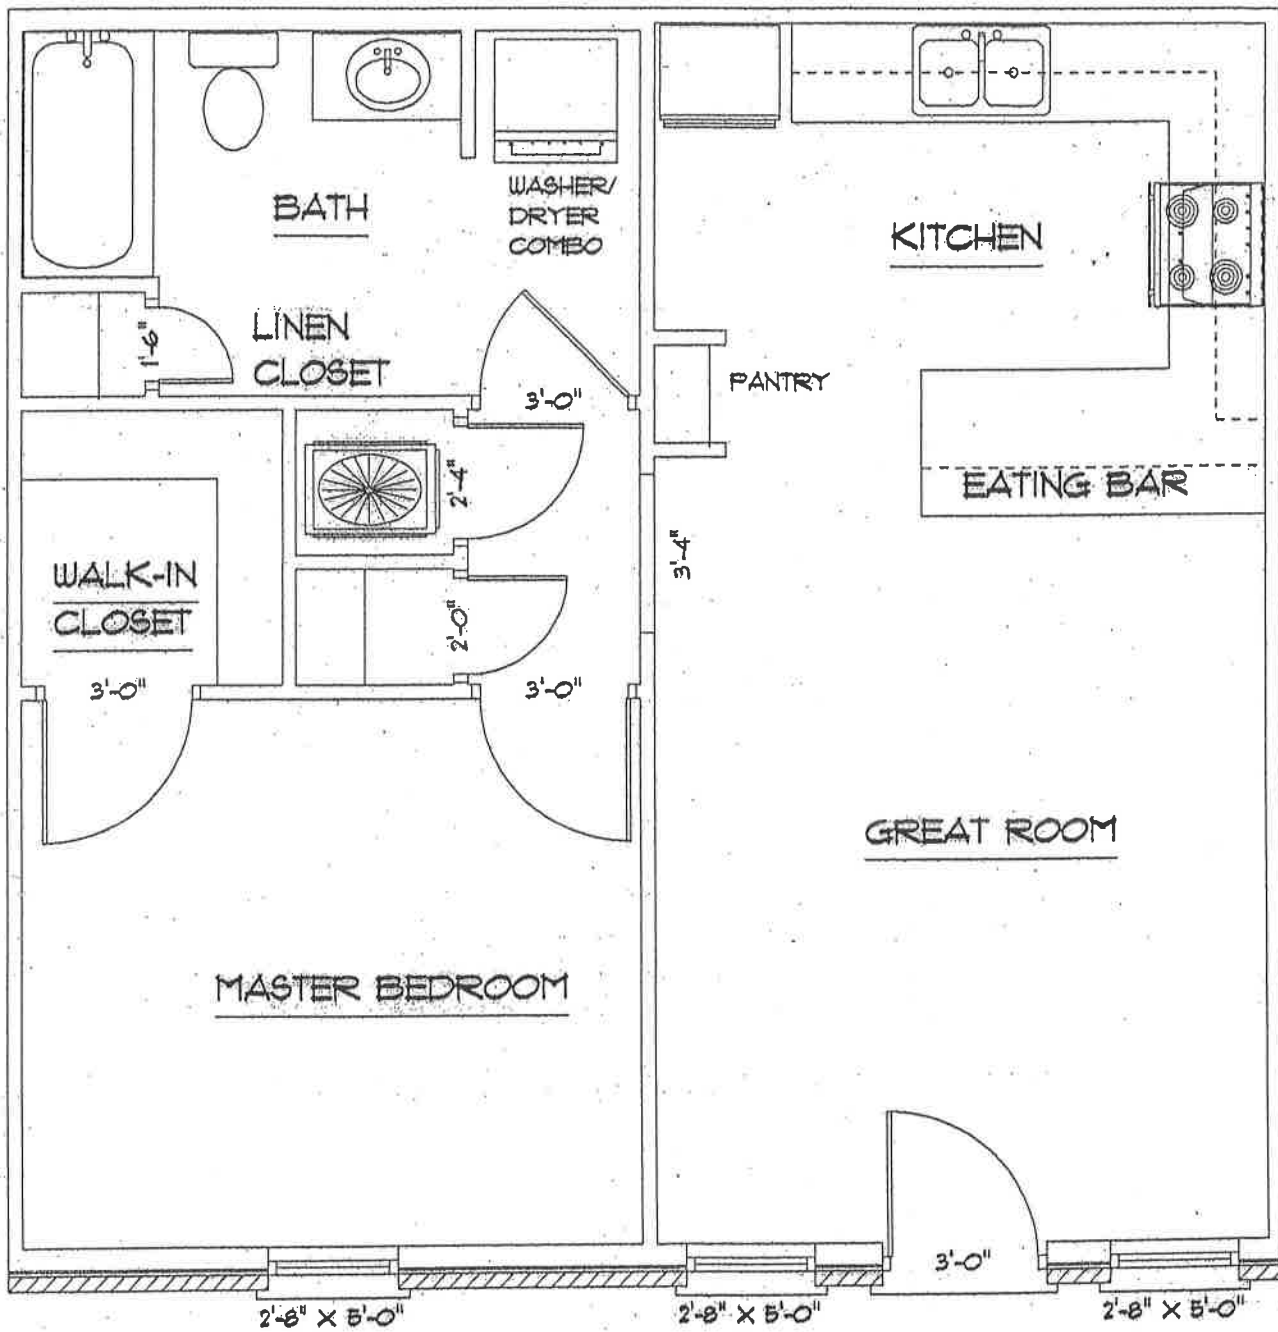 BATH
WASHER/
DRYER
COMBO
KITCHEN
1'-6"
LINEN
CLOSET
3'-0"
PANTRY
2'-4"
EATING BAR
3'-4"
WALK-IN
CLOSET
2'-0"
3'-0"
3'-0"
GREAT ROOM
MASTER BEDROOM
3'-0"
2'-8" X 5'-0"
2'-8" X 5'-0"
2'-8" X 5'-0"